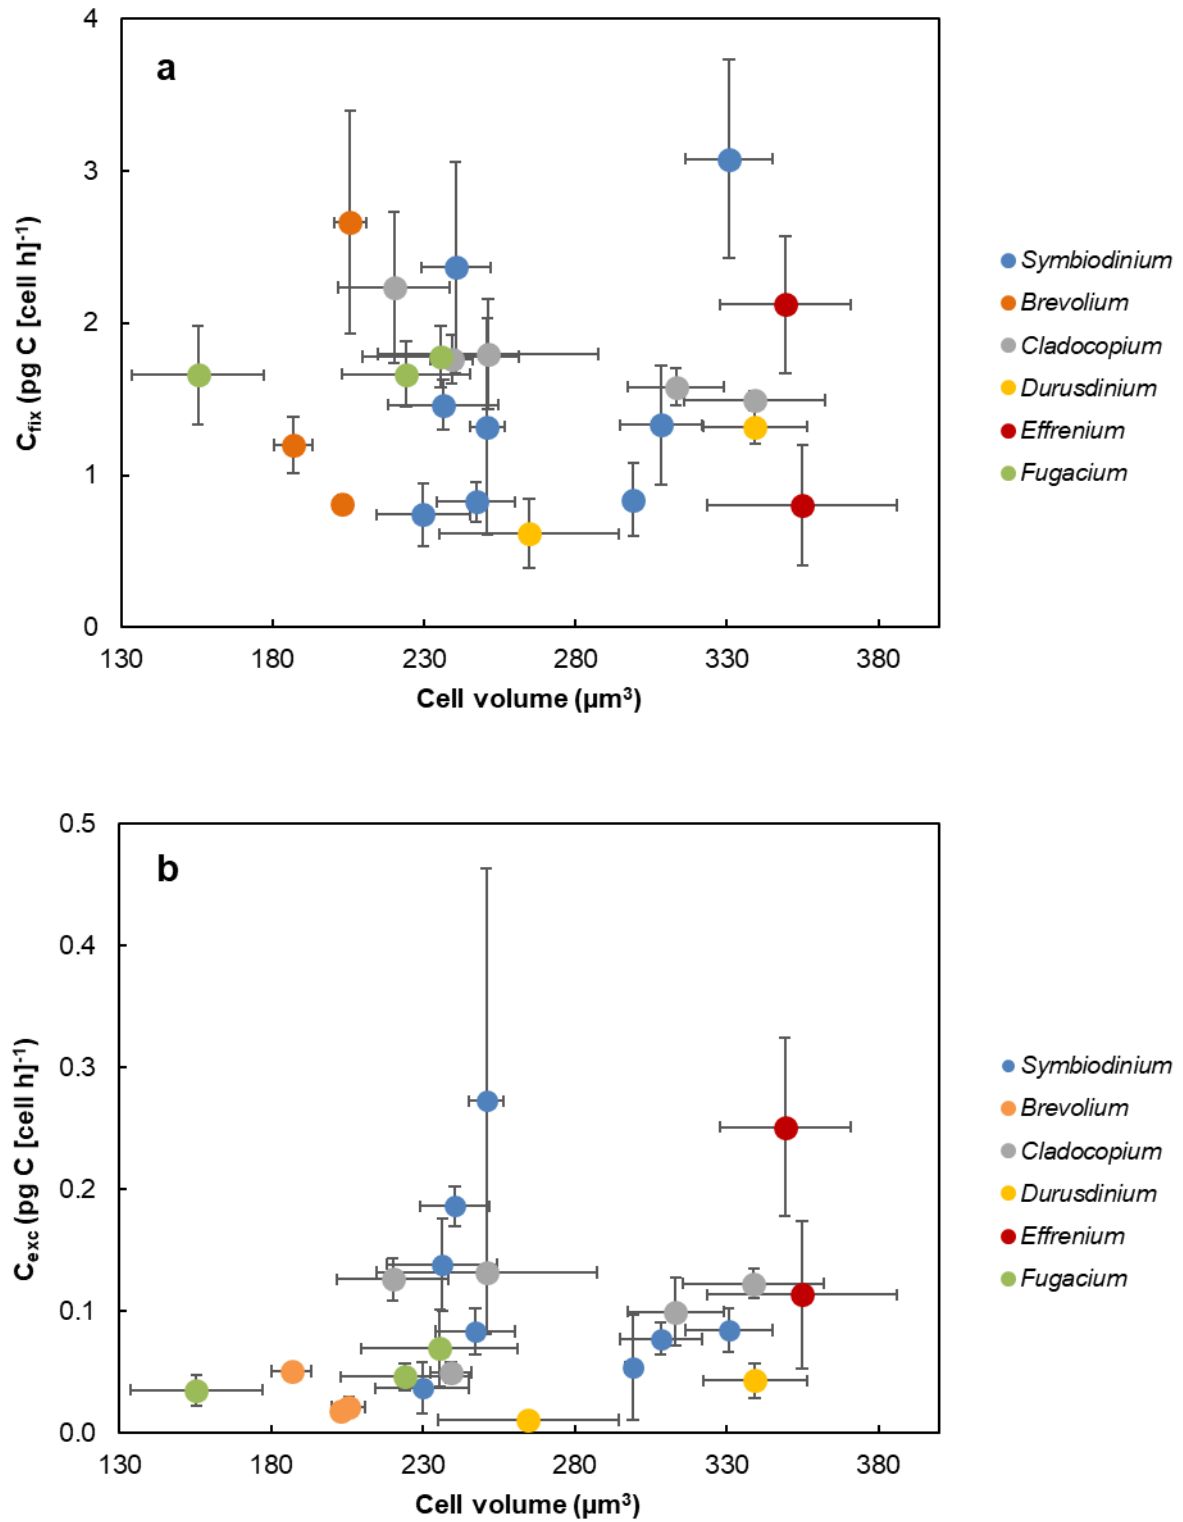 4
3
2
1
0
a
C_fix (pg C [cell h]⁻¹)
130 180 230 280 330 380
Cell volume (µm³)
Symbiodinium
Brevolium
Cladocopium
Durusdinium
Effrenium
Fugacium
0.5
0.4
0.3
0.2
0.1
0.0
b
C_exc (pg C [cell h]⁻¹)
130 180 230 280 330 380
Cell volume (µm³)
Symbiodinium
Brevolium
Cladocopium
Durusdinium
Effrenium
Fugacium